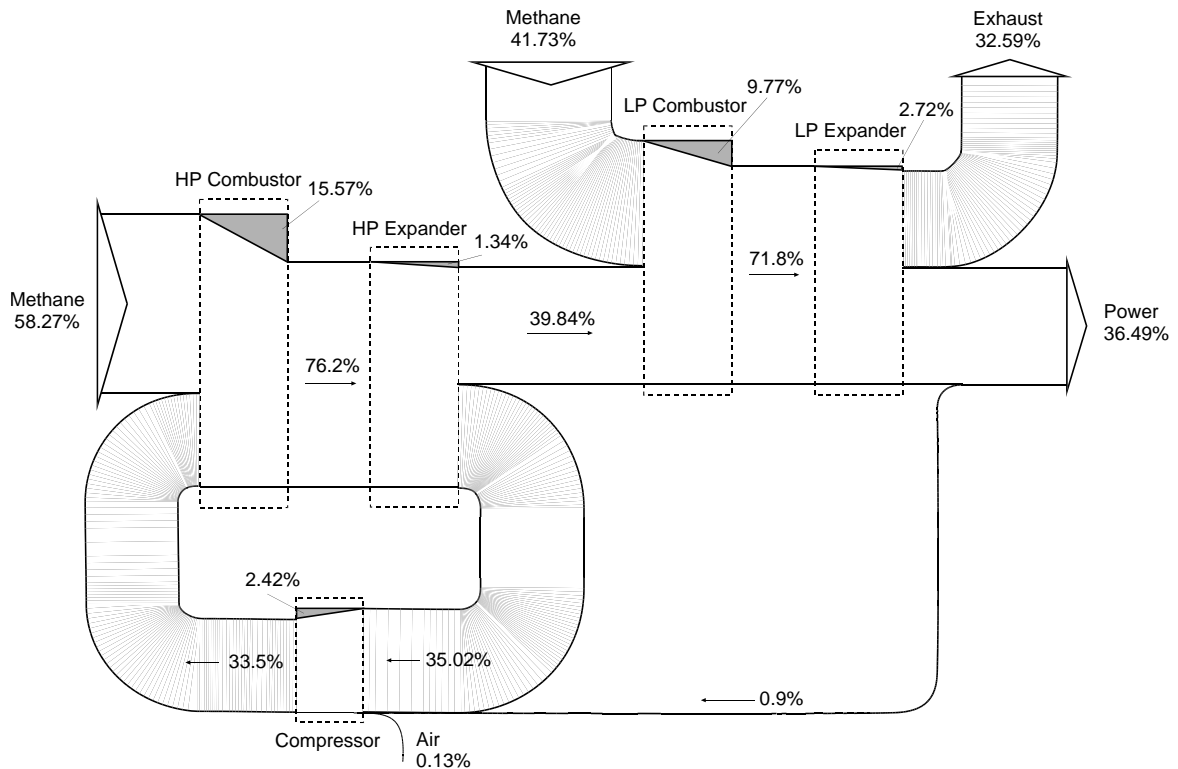 Methane
41.73%
Exhaust
32.59%
9.77%
LP Combustor
2.72%
LP Expander
HP Combustor
15.57%
HP Expander
1.34%
71.8%
Methane
58.27%
39.84%
Power
36.49%
76.2%
2.42%
33.5%
35.02%
0.9%
Compressor
Air
0.13%